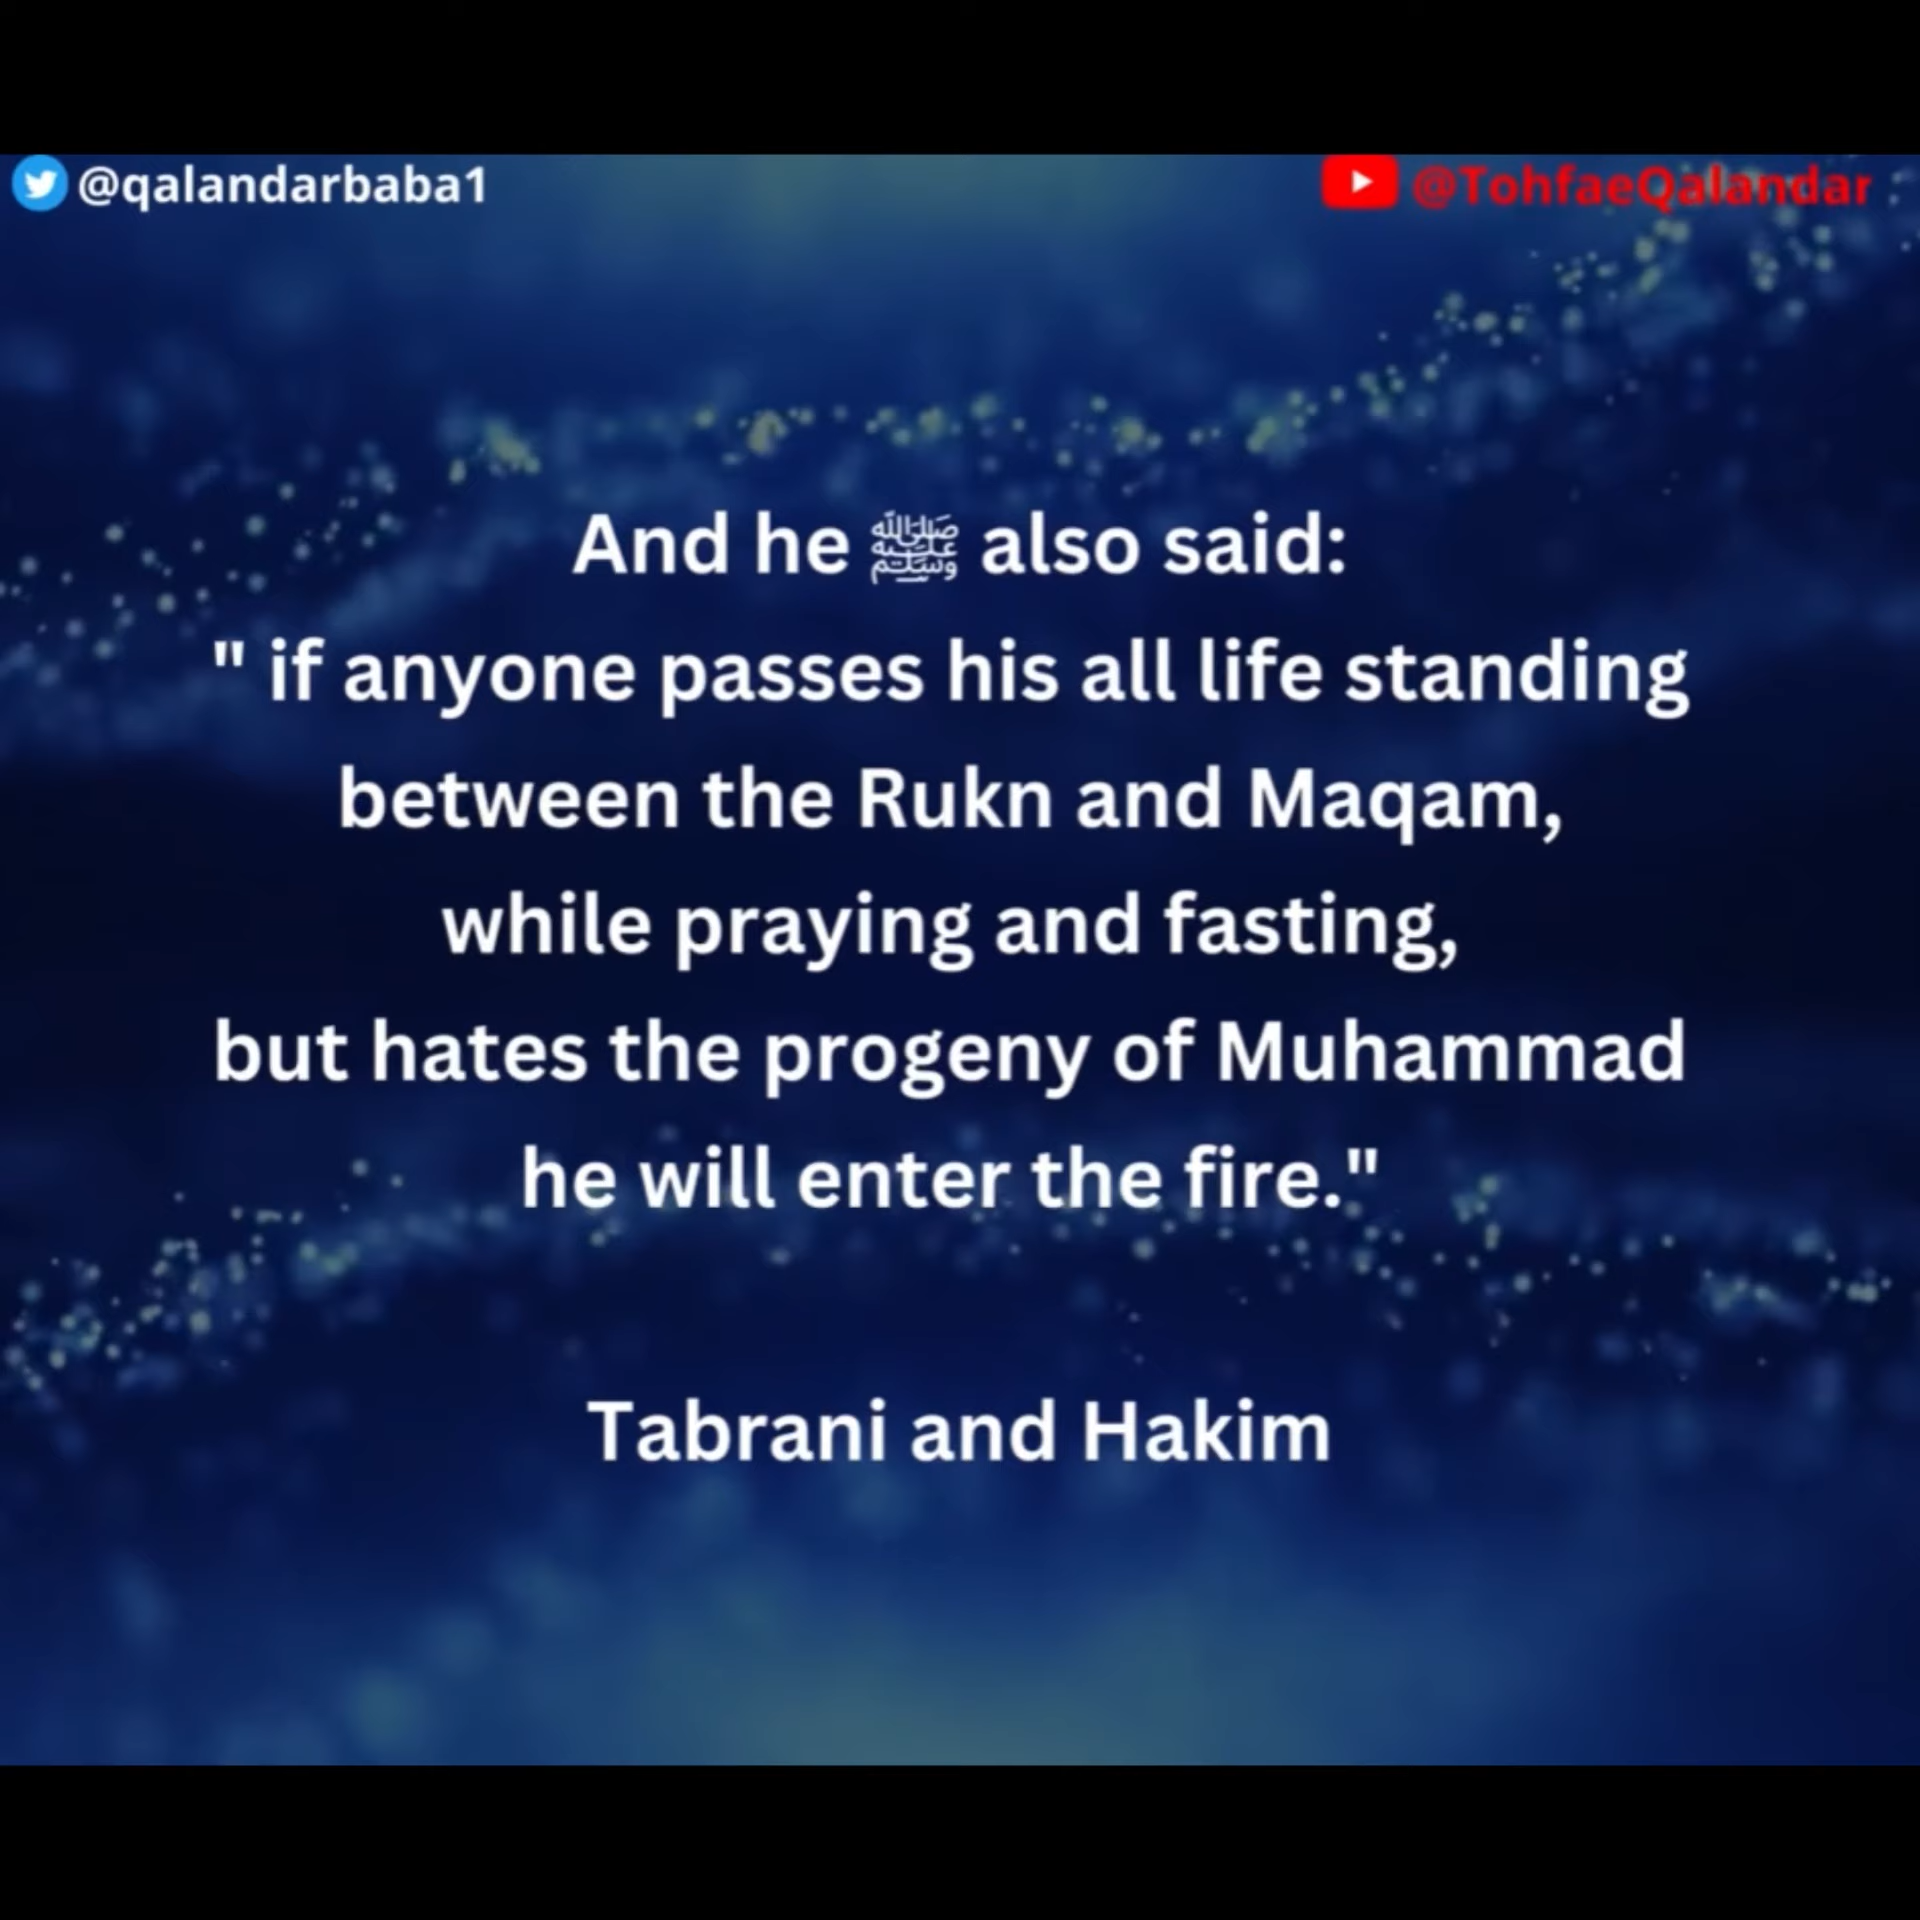 @qalandarbaba1
@TohfaeQalandar
And he ﷺ also said:
" if anyone passes his all life standing
between the Rukn and Maqam,
while praying and fasting,
but hates the progeny of Muhammad
he will enter the fire."
Tabrani and Hakim